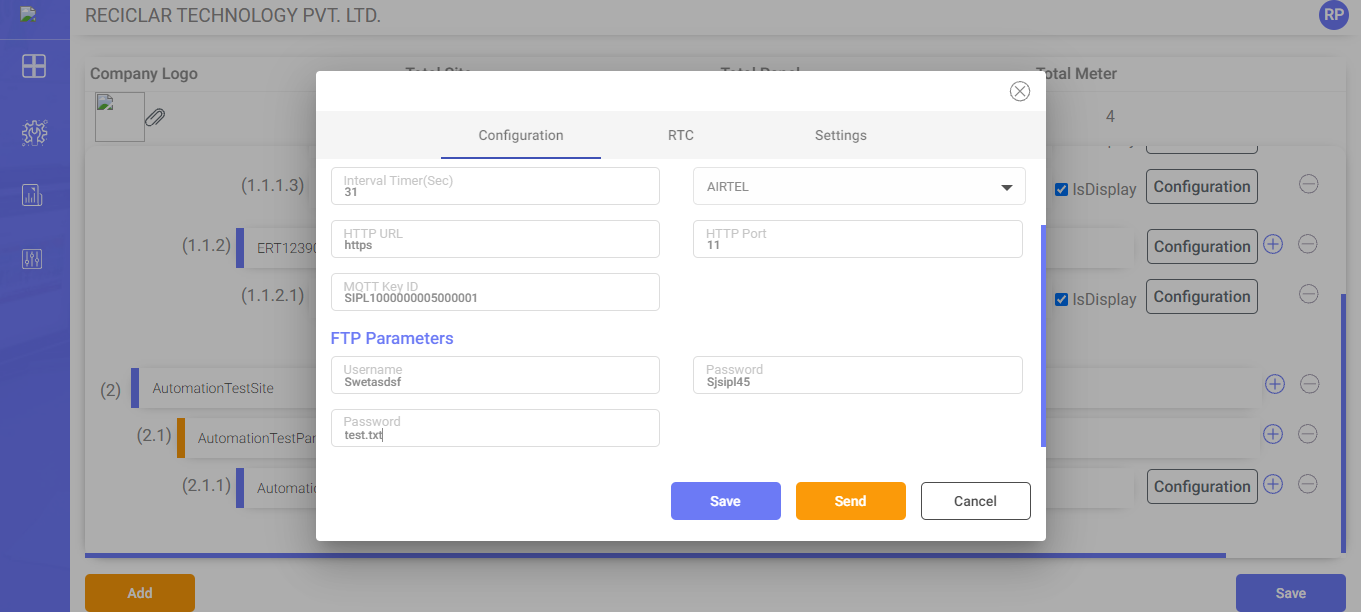 RECICLAR TECHNOLOGY PVT. LTD.
RP
Company Logo
Total Site
Total Panel
Total Meter
4
Configuration
RTC
Settings
(1.1.1.3)
Interval Timer(Sec)
31
AIRTEL
IsDisplay
Configuration
(1.1.2)
ERT12390
HTTP URL
https
HTTP Port
11
Configuration
(1.1.2.1)
MQTT Key ID
SIPL1000000005000001
IsDisplay
Configuration
FTP Parameters
(2)
AutomationTestSite
Username
Swetasdsf
Password
Sjsipl45
(2.1)
AutomationTestPan
Password
test.txt
(2.1.1)
Automatio
Configuration
Save
Send
Cancel
Add
Save